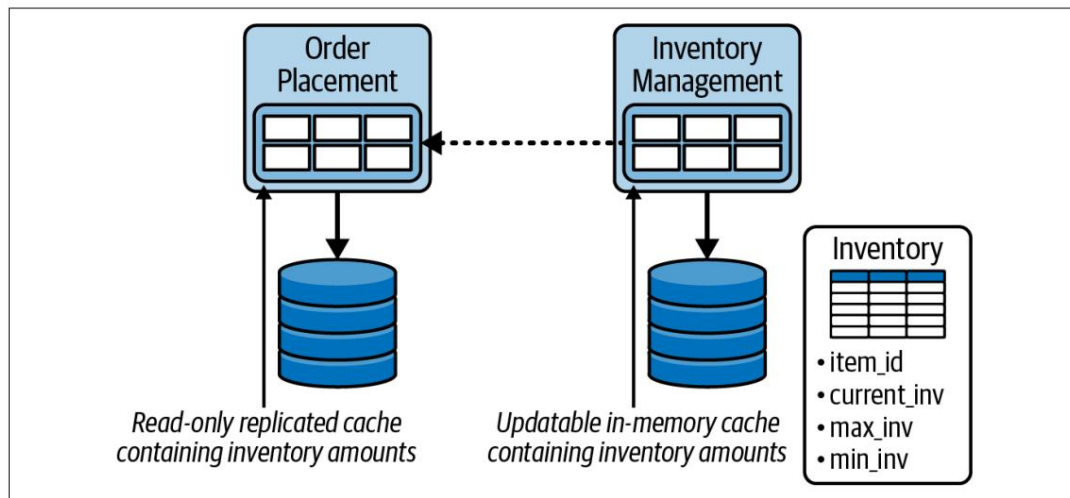 Order
Placement
Inventory
Management
Inventory
• item_id
• current_inv
• max_inv
• min_inv
Read-only replicated cache
containing inventory amounts
Updatable in-memory cache
containing inventory amounts